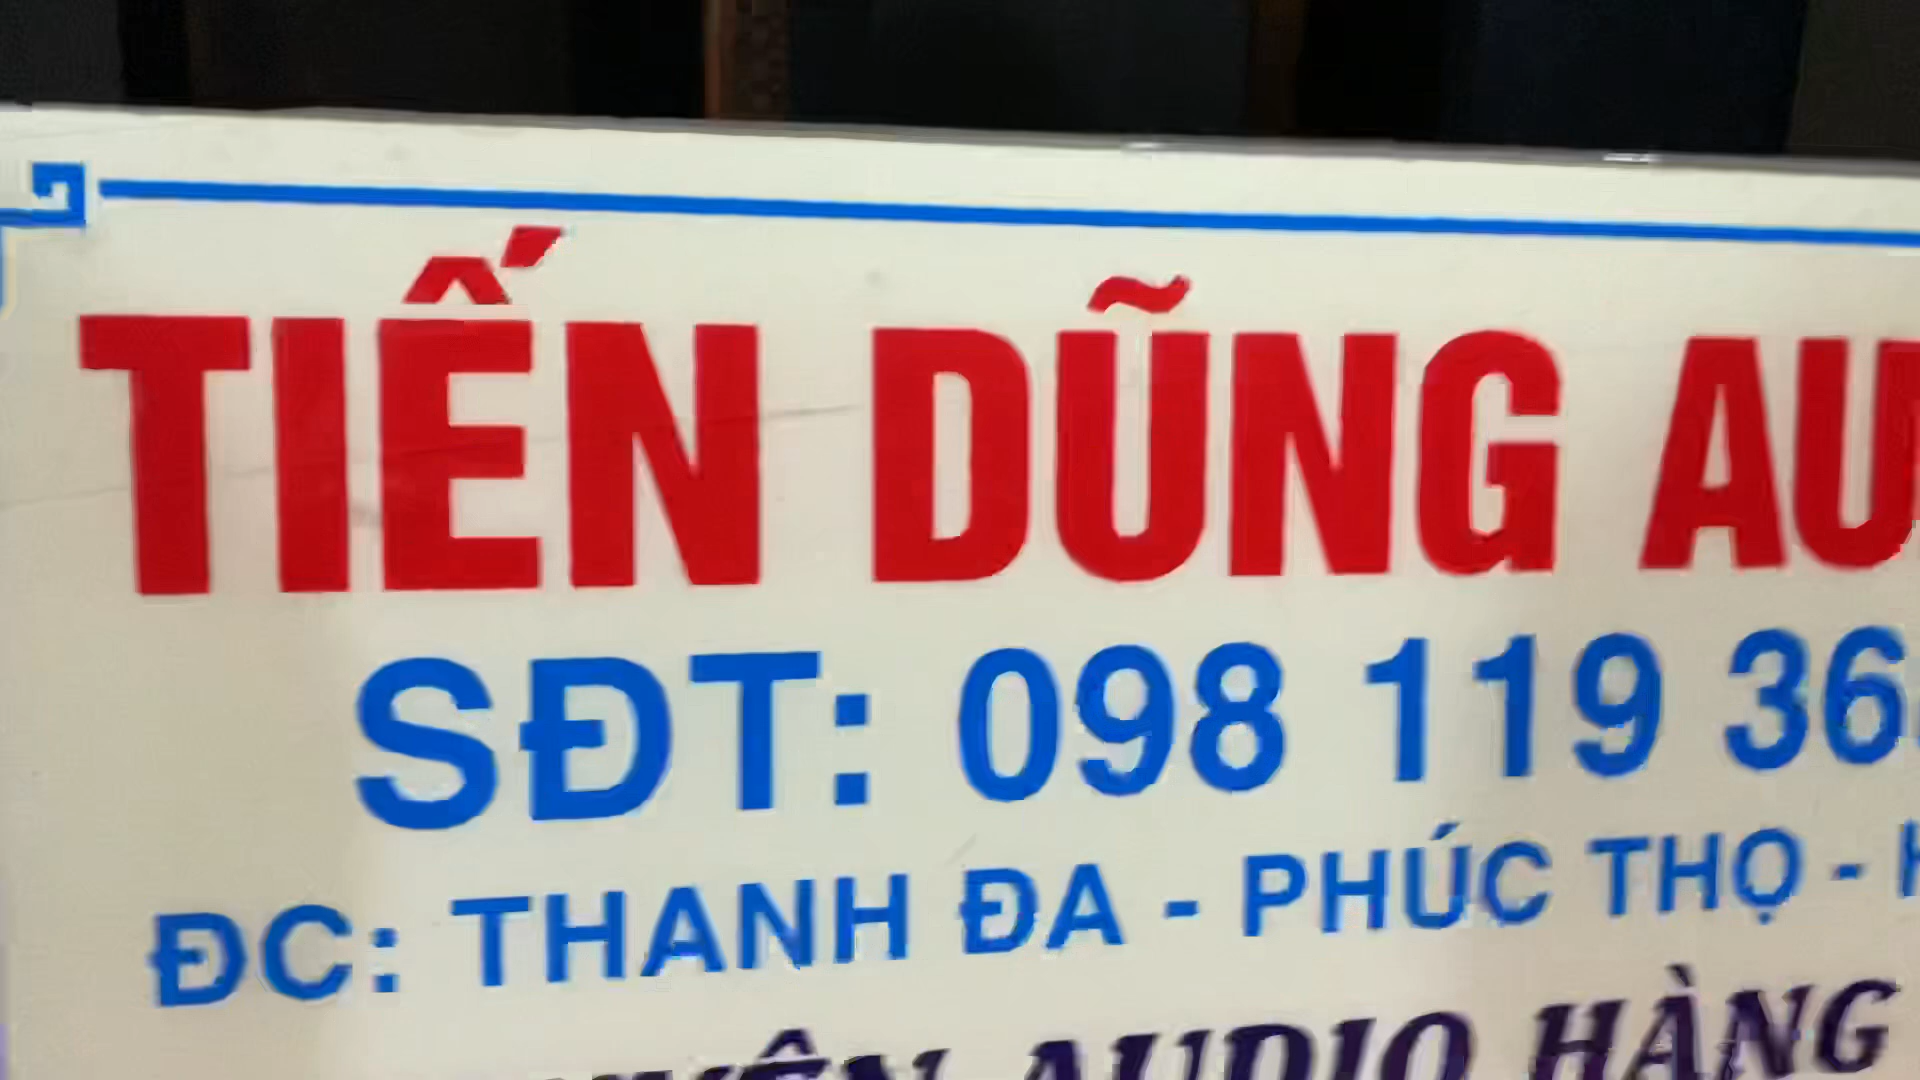 TIẾN DŨNG AU
SĐT: 098 119 36
ĐC: THANH ĐA - PHÚC THỌ -
AUDIO HÀNG